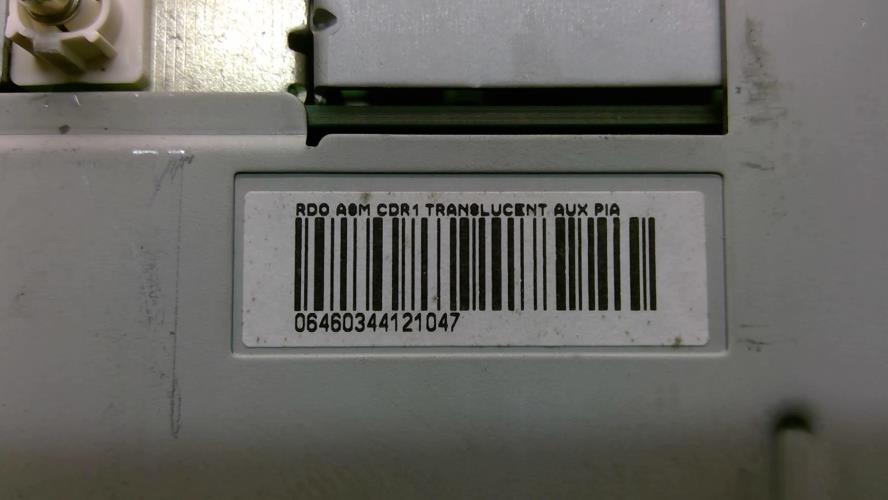 RDO ASM CDR1 TRANSLUCENT AUX PIA
06460344121047